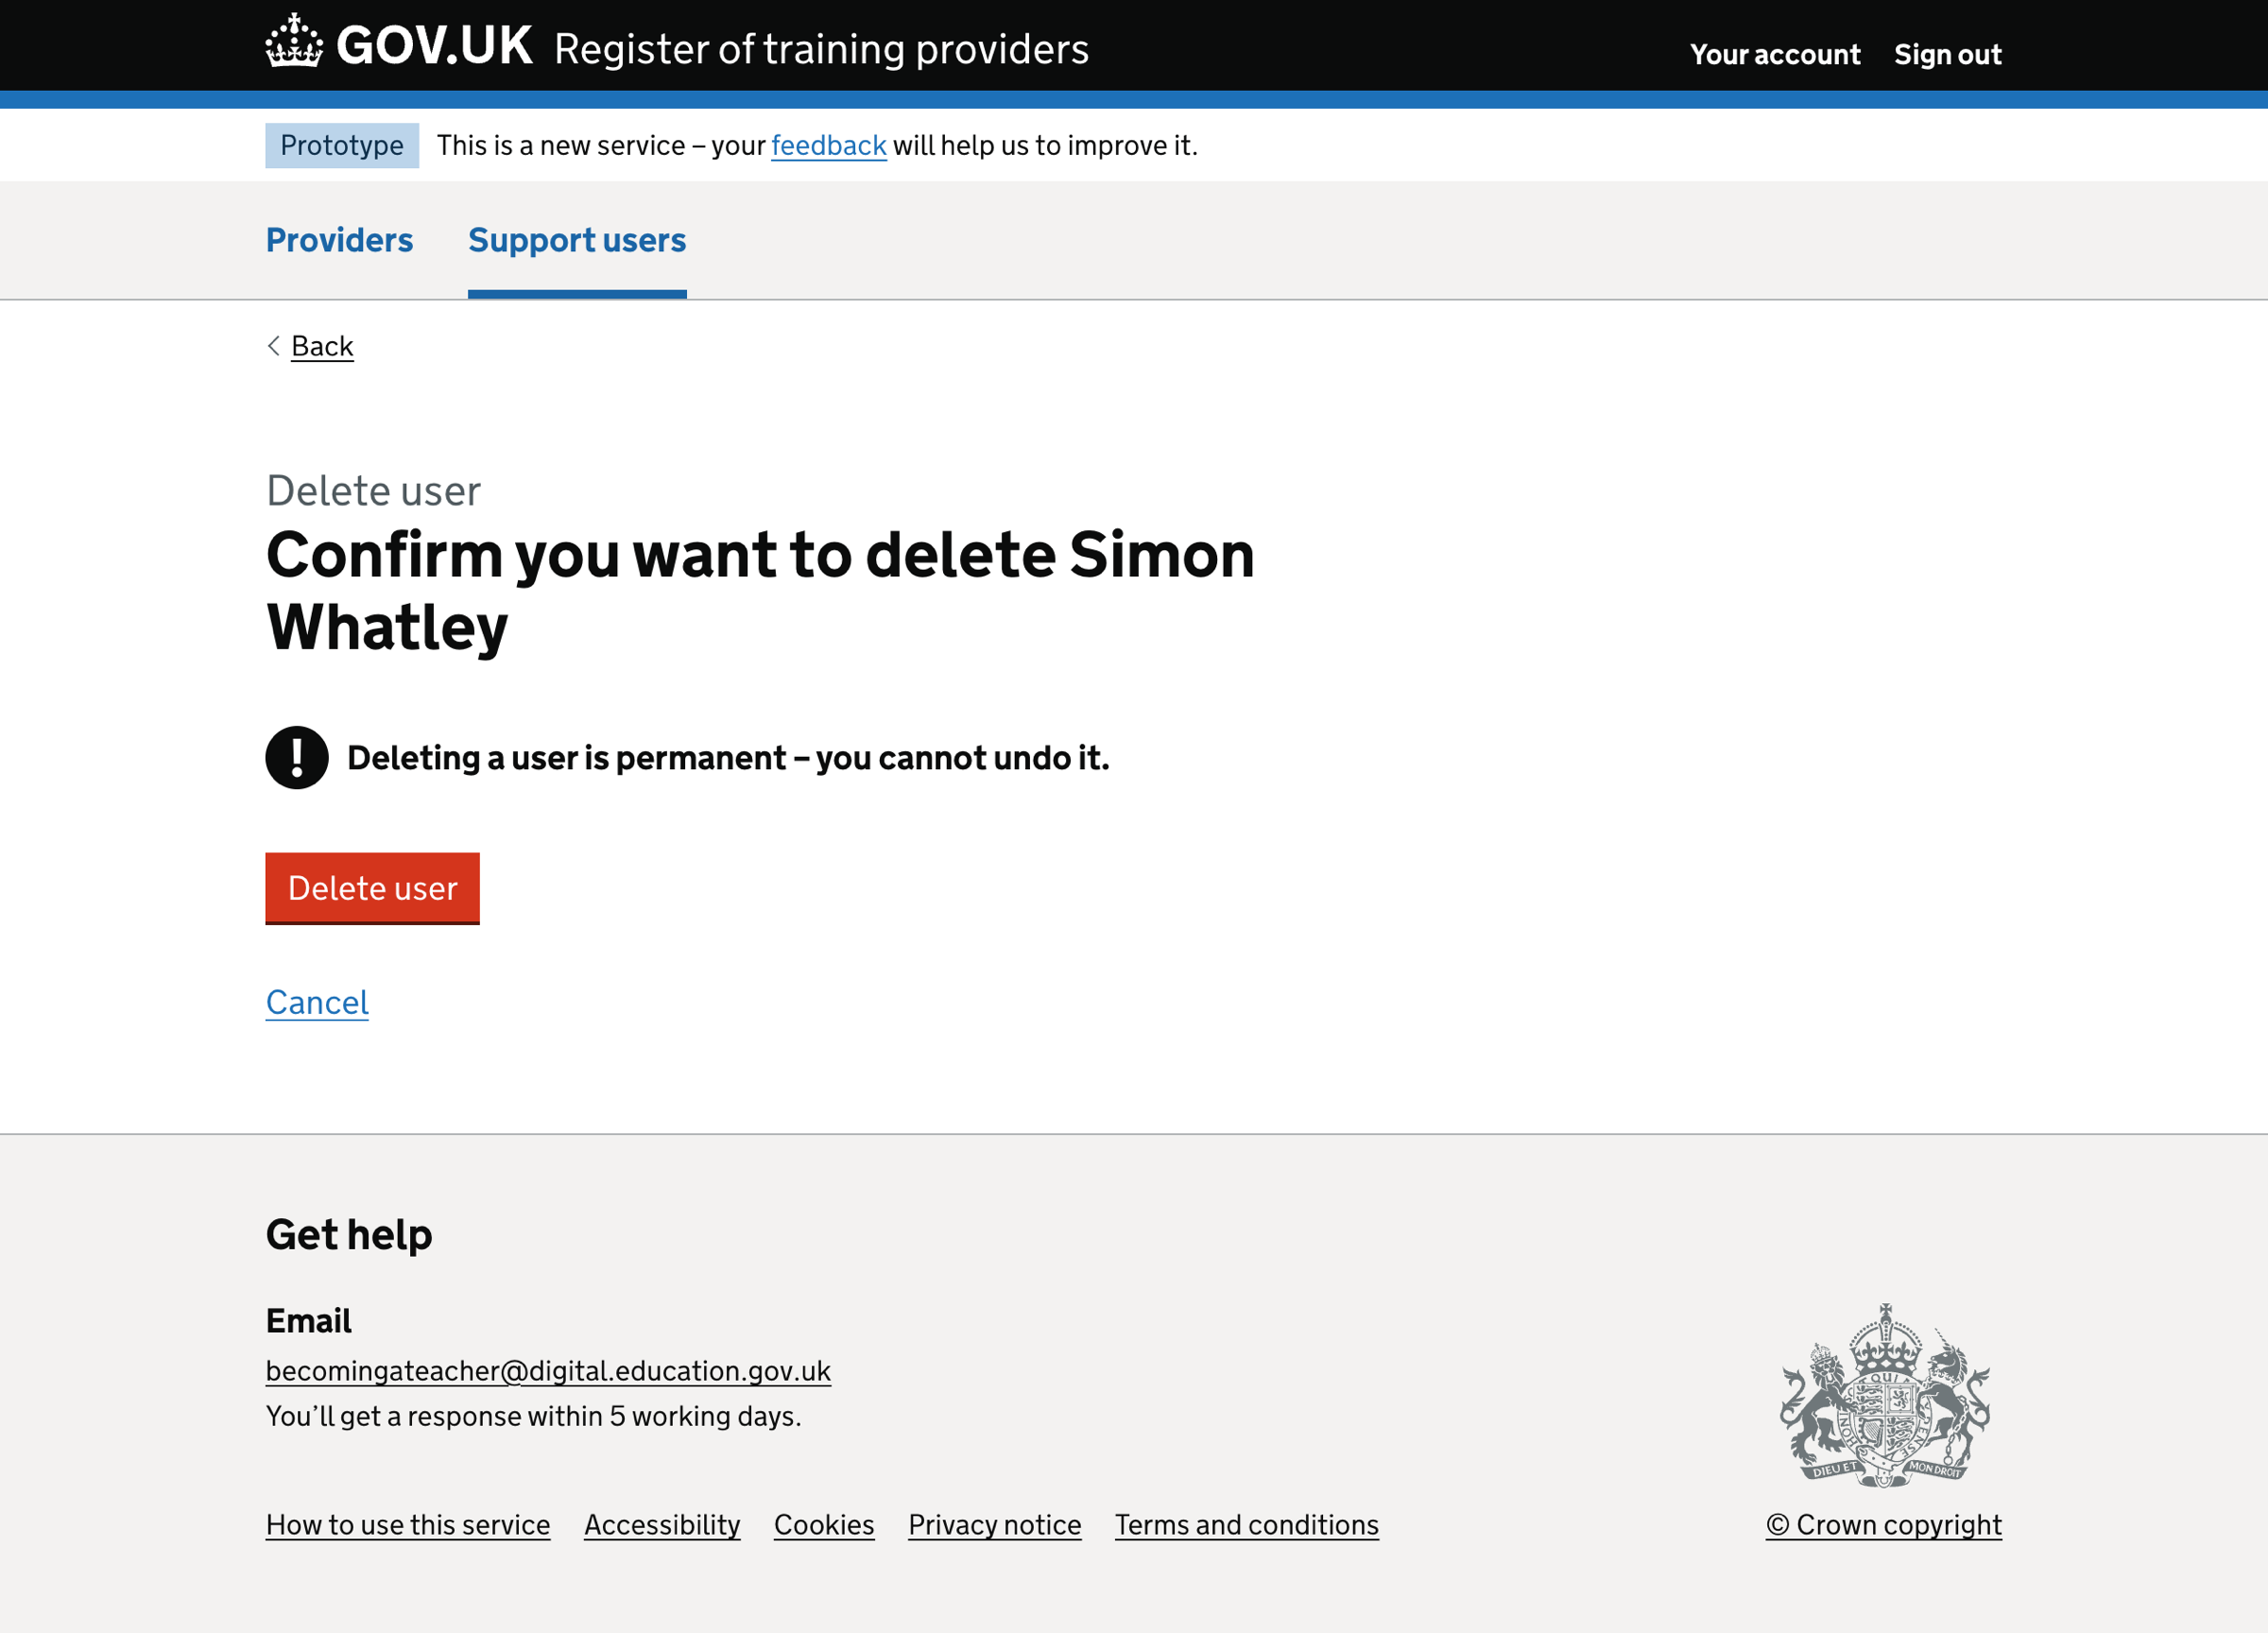 GOV.UK Register of training providers
Your account Sign out
Prototype This is a new service – your feedback will help us to improve it.
Providers Support users
Back
Delete user
Confirm you want to delete Simon
Whatley
! Deleting a user is permanent – you cannot undo it.
Delete user
Cancel
Get help
Email
becomingateacher@digital.education.gov.uk
You’ll get a response within 5 working days.
DIEU ET MON DROIT
How to use this service Accessibility Cookies Privacy notice Terms and conditions
© Crown copyright